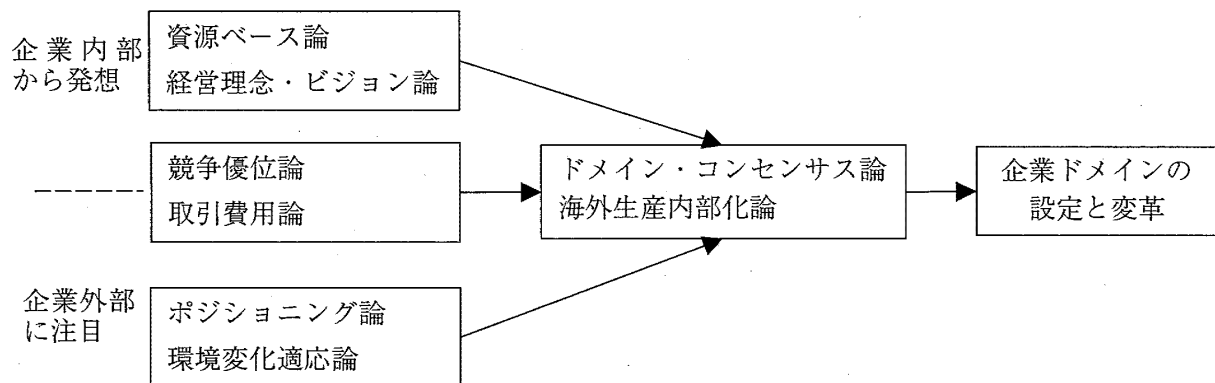 企業内部
から発想
資源ベース論
経営理念・ビジョン論
競争優位論
取引費用論
企業外部
に注目
ポジショニング論
環境変化適応論
ドメイン・コンセンサス論
海外生産内部化論
企業ドメインの
設定と変革